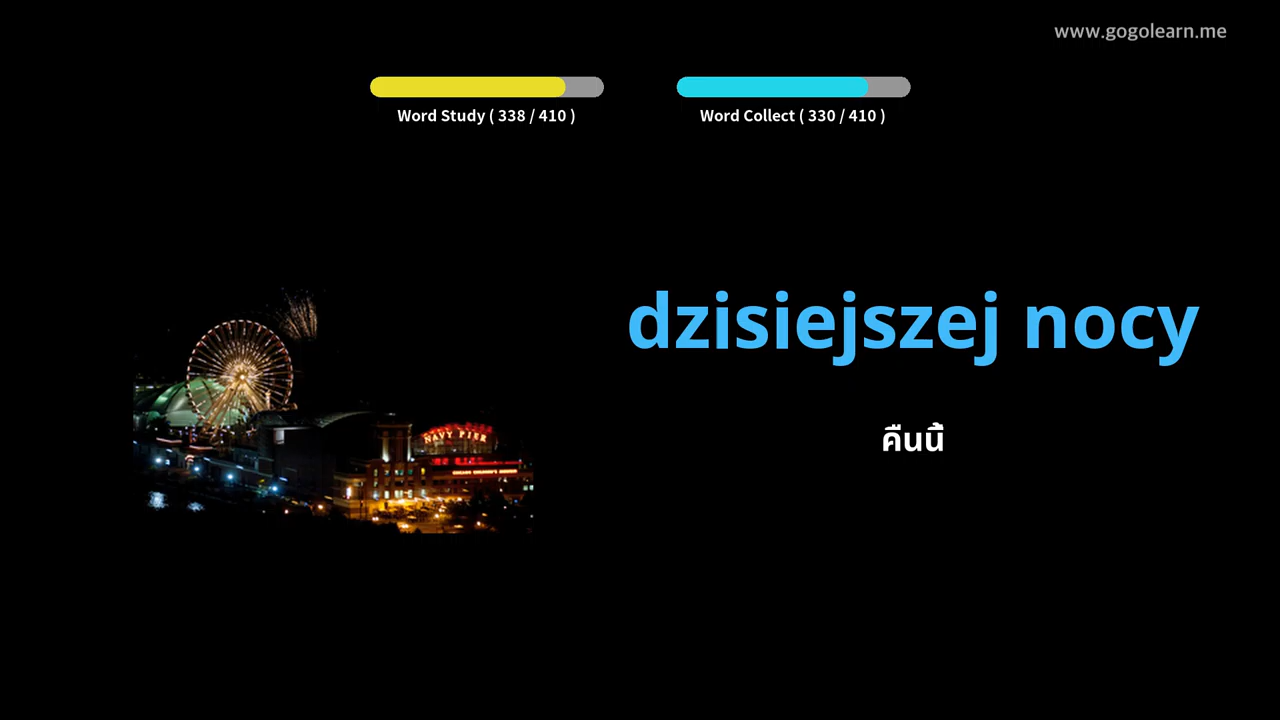 www.gogolearn.me
Word Study ( 338 / 410 )
Word Collect ( 330 / 410 )
dzisiejszej nocy
คืนนี้
NAVY PIER